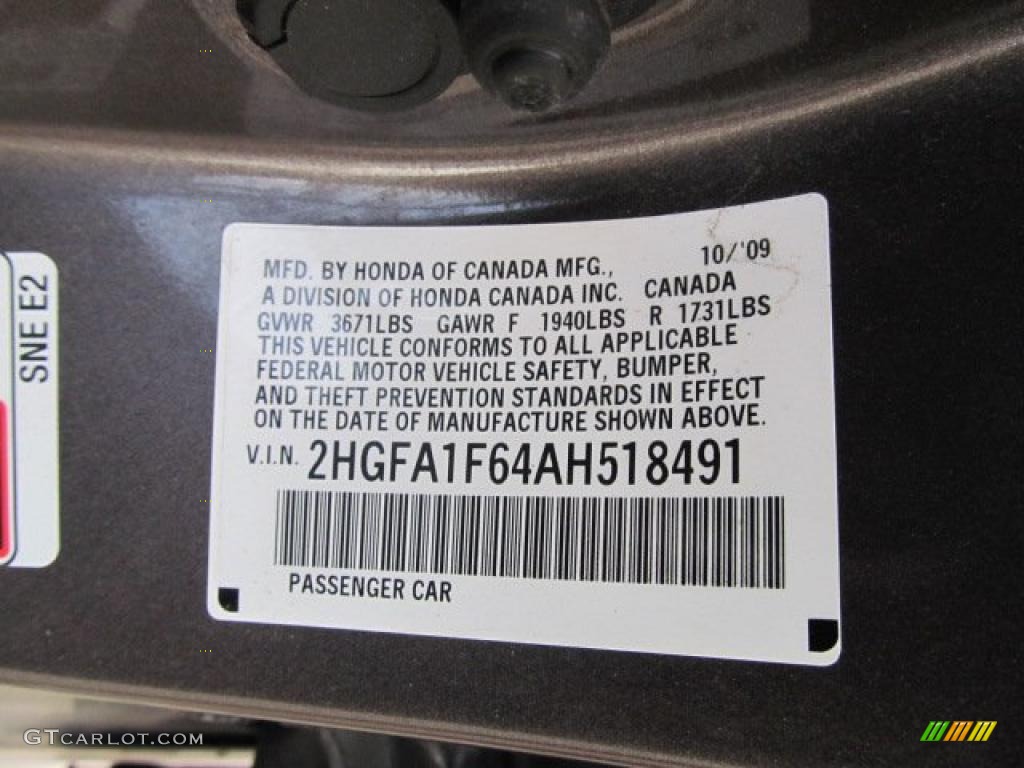 10/'09
MFD. BY HONDA OF CANADA MFG.,
A DIVISION OF HONDA CANADA INC. CANADA
GVWR 3671LBS GAWR F 1940LBS R 1731LBS
THIS VEHICLE CONFORMS TO ALL APPLICABLE
FEDERAL MOTOR VEHICLE SAFETY, BUMPER,
AND THEFT PREVENTION STANDARDS IN EFFECT
ON THE DATE OF MANUFACTURE SHOWN ABOVE.
V.I.N. 2HGFA1F64AH518491
PASSENGER CAR
SNE E2
GTCARLOT.COM